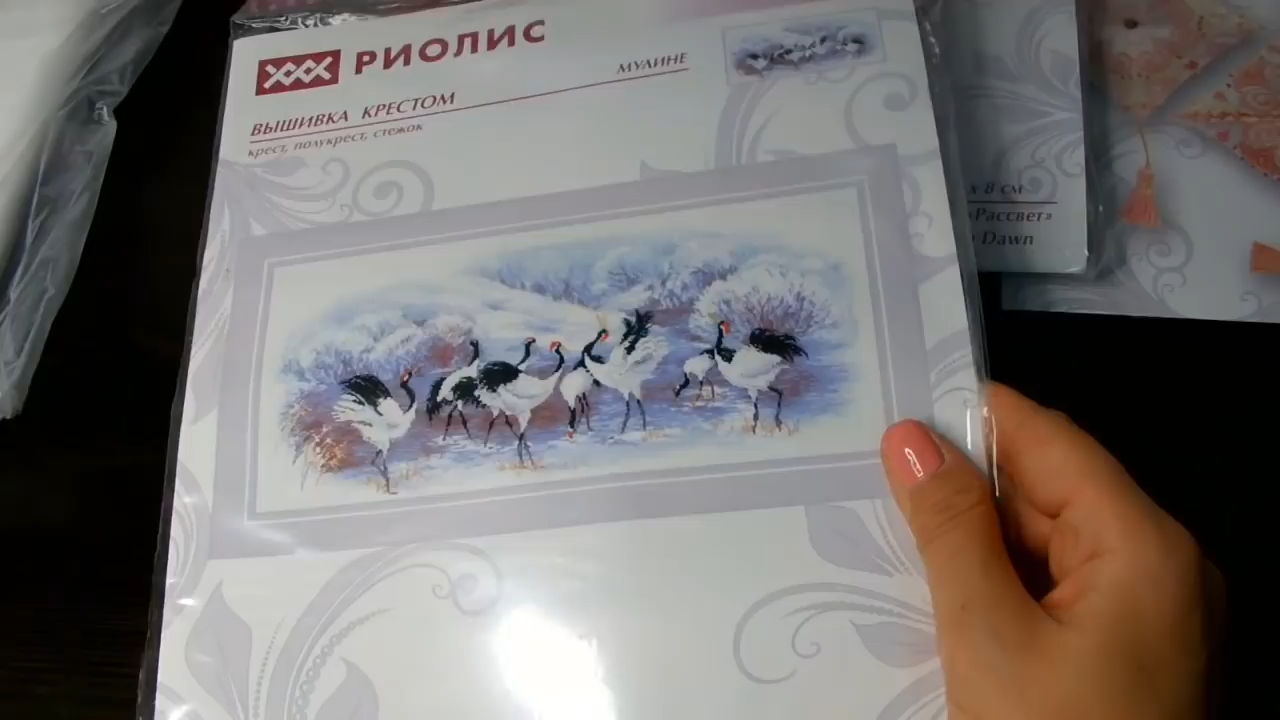 РИОЛИС
МУЛИНЕ
ВЫШИВКА КРЕСТОМ
крест, полукрест, стежок
х 8 см
«Рассвет»
Dawn